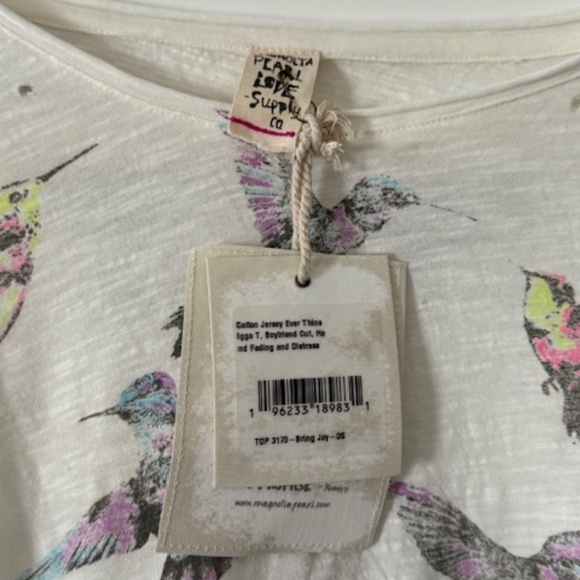 MAGNOLIA
PEARL
LOVE
-Supply
co
Cotton Jersey Ever Thine
iggo T, Boyfriend Cut, Ha
nd Fading and Distress
1 96233 18983 1
TOP 3170-Bring Joy-OS
www.magnoliapearl.com